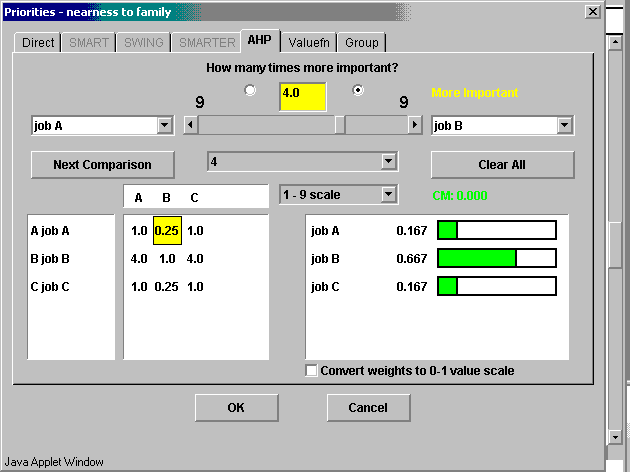 Priorities - nearness to family
Direct SMART SWING SMARTER AHP Valuefn Group
How many times more important?
9 4.0 9 More Important
job A job B
Next Comparison 4 Clear All
A B C 1 - 9 scale CM: 0.000
A job A 1.0 0.25 1.0 job A 0.167
B job B 4.0 1.0 4.0 job B 0.667
C job C 1.0 0.25 1.0 job C 0.167
Convert weights to 0-1 value scale
OK Cancel
Java Applet Window